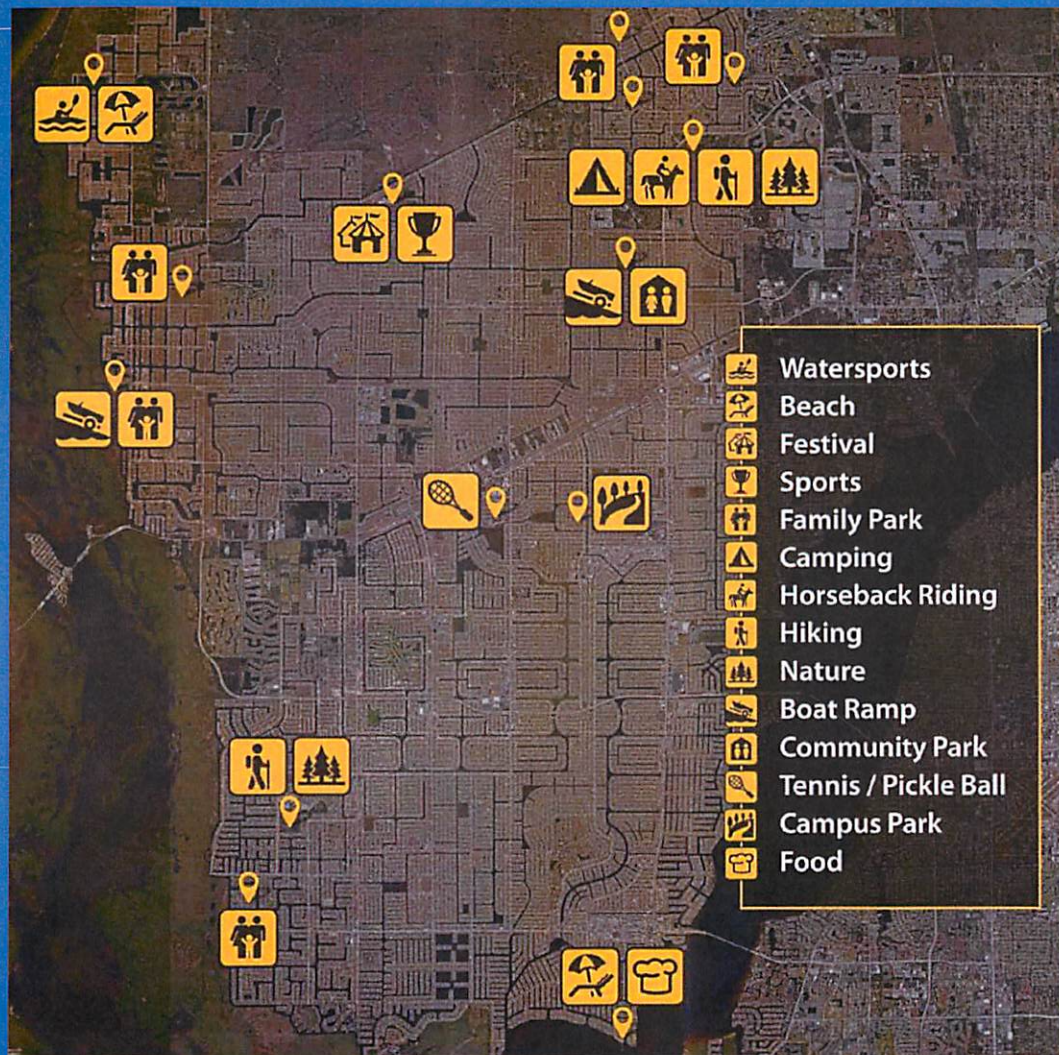 Watersports
Beach
Festival
Sports
Family Park
Camping
Horseback Riding
Hiking
Nature
Boat Ramp
Community Park
Tennis / Pickle Ball
Campus Park
Food